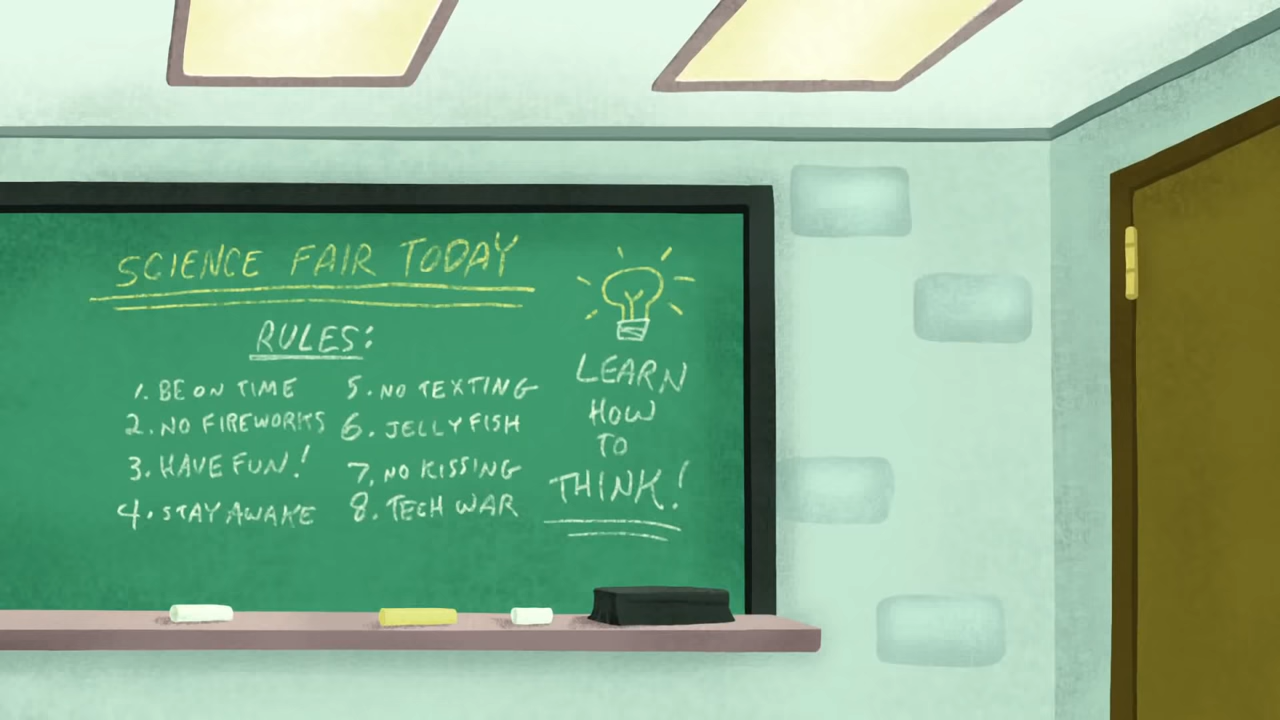 SCIENCE FAIR TODAY
RULES:
1. BE ON TIME
2. NO FIREWORKS
3. HAVE FUN!
4. STAY AWAKE
5. NO TEXTING
6. JELLYFISH
7. NO KISSING
8. TECH WAR
LEARN
HOW
TO
THINK!